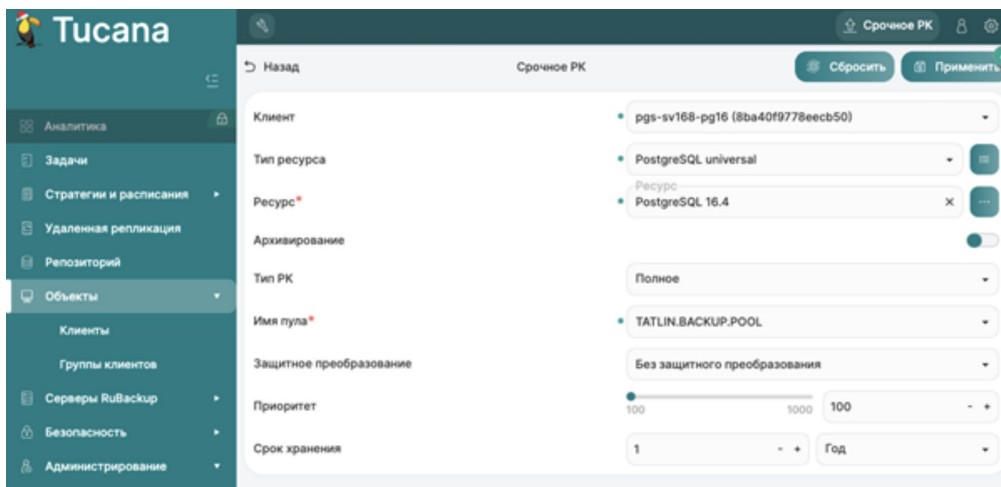 Tucana
Срочное РК
Назад
Срочное РК
Сбросить
Применить
Аналитика
Задачи
Стратегии и расписания
Удаленная репликация
Репозиторий
Объекты
Клиенты
Группы клиентов
Серверы RuBackup
Безопасность
Администрирование
Клиент
pgs-sv168-pg16 (8ba40f9778eecb50)
Тип ресурса
PostgreSQL universal
Ресурс*
Ресурс
PostgreSQL 16.4
Архивирование
Тип РК
Полное
Имя пула*
TATLIN.BACKUP.POOL
Защитное преобразование
Без защитного преобразования
Приоритет
100
1000
100
- +
Срок хранения
1
- +
Год